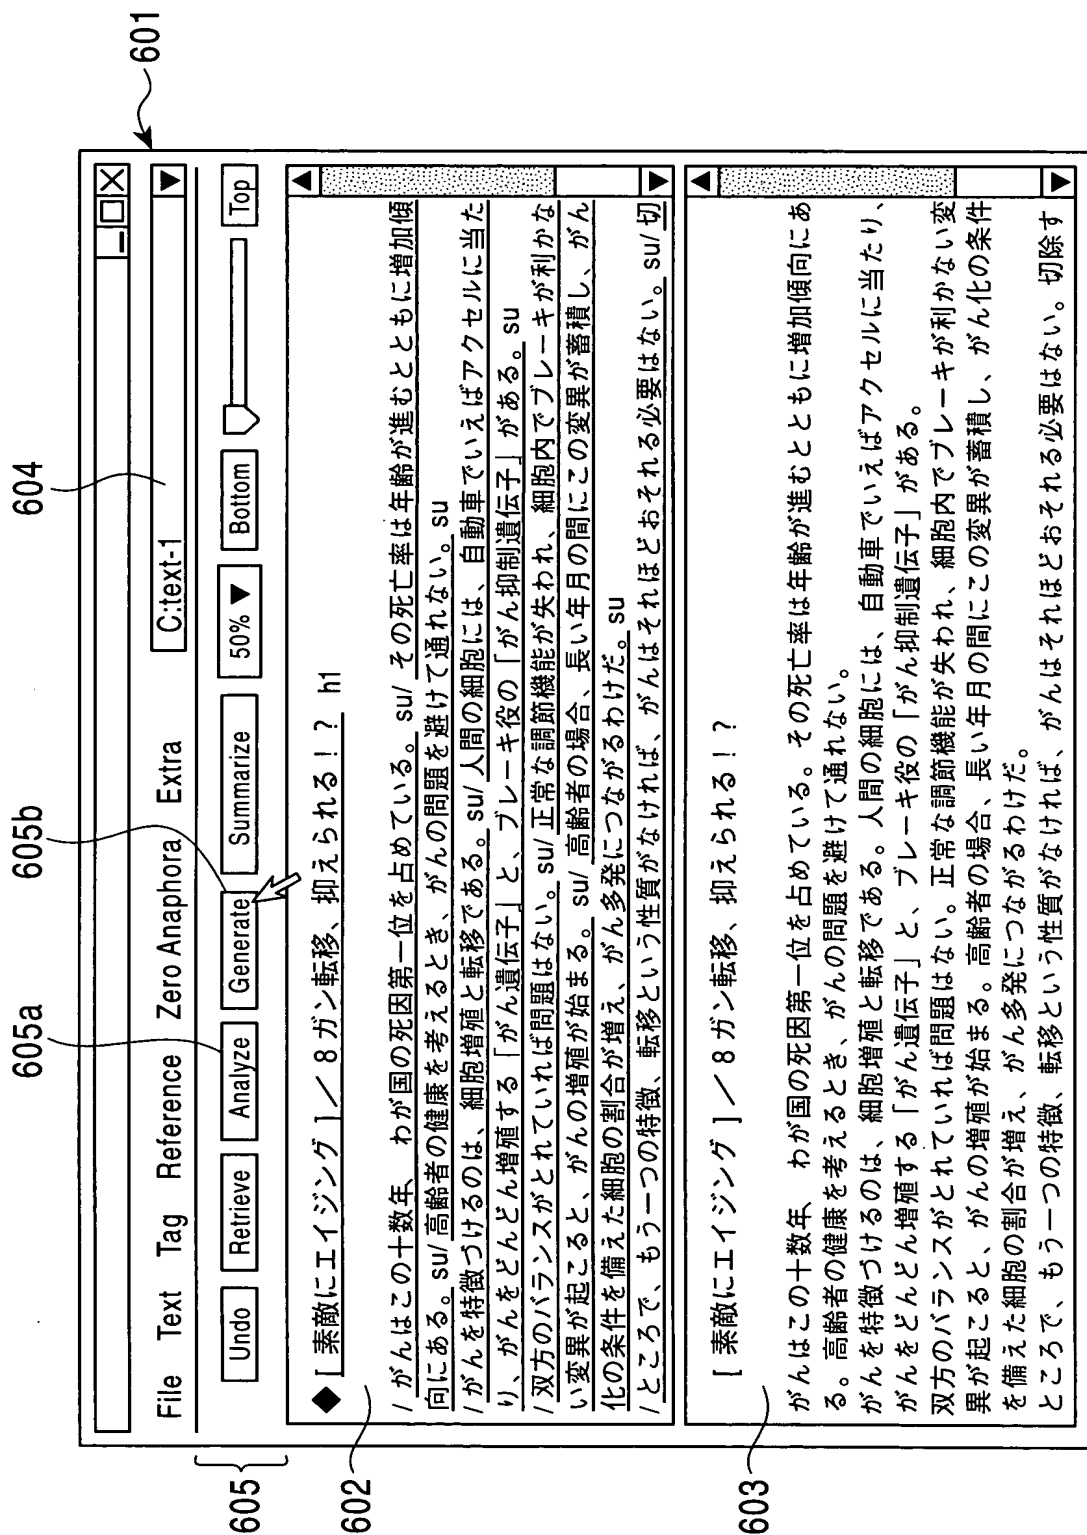 601
604
605a
605b
605
602
603
File Text Tag Reference Zero Anaphora Extra
C:text-1
Undo Retrieve Analyze Generate Summarize 50% ▼ Bottom Top
◆[ 素敵にエイジング ]／８ガン転移、抑えられる！？ h1
/ がんはこの十数年、 わが国の死因第一位を占めている。su/ その死亡率は年齢が進むとともに増加傾
向にある。su/ 高齢者の健康を考えるとき、がんの問題を避けて通れない。su
/ がんを特徴づけるのは、細胞増殖と転移である。su/ 人間の細胞には、自動車でいえばアクセルに当た
り、がんをどんどん増殖する「がん遺伝子」と、ブレーキ役の「がん抑制遺伝子」がある。su
/ 双方のバランスがとれていれば問題はない。su/ 正常な調節機能が失われ、細胞内でブレーキが利かな
い変異が起こると、がんの増殖が始まる。su/ 高齢者の場合、長い年月の間にこの変異が蓄積し、がん
化の条件を備えた細胞の割合が増え、がん多発につながるわけだ。su
/ ところで、もう一つの特徴、転移という性質がなければ、がんはそれほどおそれる必要はない。su/ 切
[ 素敵にエイジング ]／８ガン転移、抑えられる！？
がんはこの十数年、 わが国の死因第一位を占めている。その死亡率は年齢が進むとともに増加傾向にあ
る。高齢者の健康を考えるとき、がんの問題を避けて通れない。
がんを特徴づけるのは、細胞増殖と転移である。人間の細胞には、自動車でいえばアクセルに当たり、
がんをどんどん増殖する「がん遺伝子」と、ブレーキ役の「がん抑制遺伝子」がある。
双方のバランスがとれていれば問題はない。正常な調節機能が失われ、細胞内でブレーキが利かない変
異が起こると、がんの増殖が始まる。高齢者の場合、長い年月の間にこの変異が蓄積し、がん化の条件
を備えた細胞の割合が増え、がん多発につながるわけだ。
ところで、もう一つの特徴、転移という性質がなければ、がんはそれほどおそれる必要はない。切除す